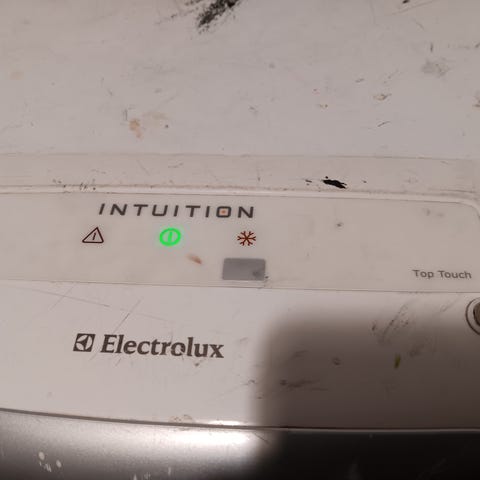 INTUITION
Top Touch
Electrolux